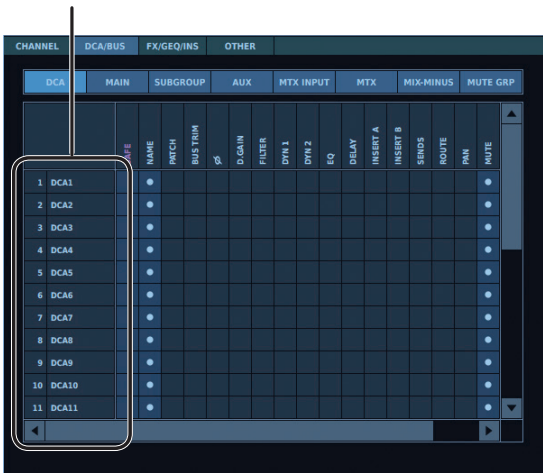 CHANNEL DCA/BUS FX/GEQ/INS OTHER
DCA MAIN SUBGROUP AUX MTX INPUT MTX MIX-MINUS MUTE GRP
NAME PATCH BUS TRIM Ø D.GAIN FILTER DYN 1 DYN 2 EQ DELAY INSERT A INSERT B SENDS ROUTE PAN MUTE
1 DCA1
2 DCA2
3 DCA3
4 DCA4
5 DCA5
6 DCA6
7 DCA7
8 DCA8
9 DCA9
10 DCA10
11 DCA11